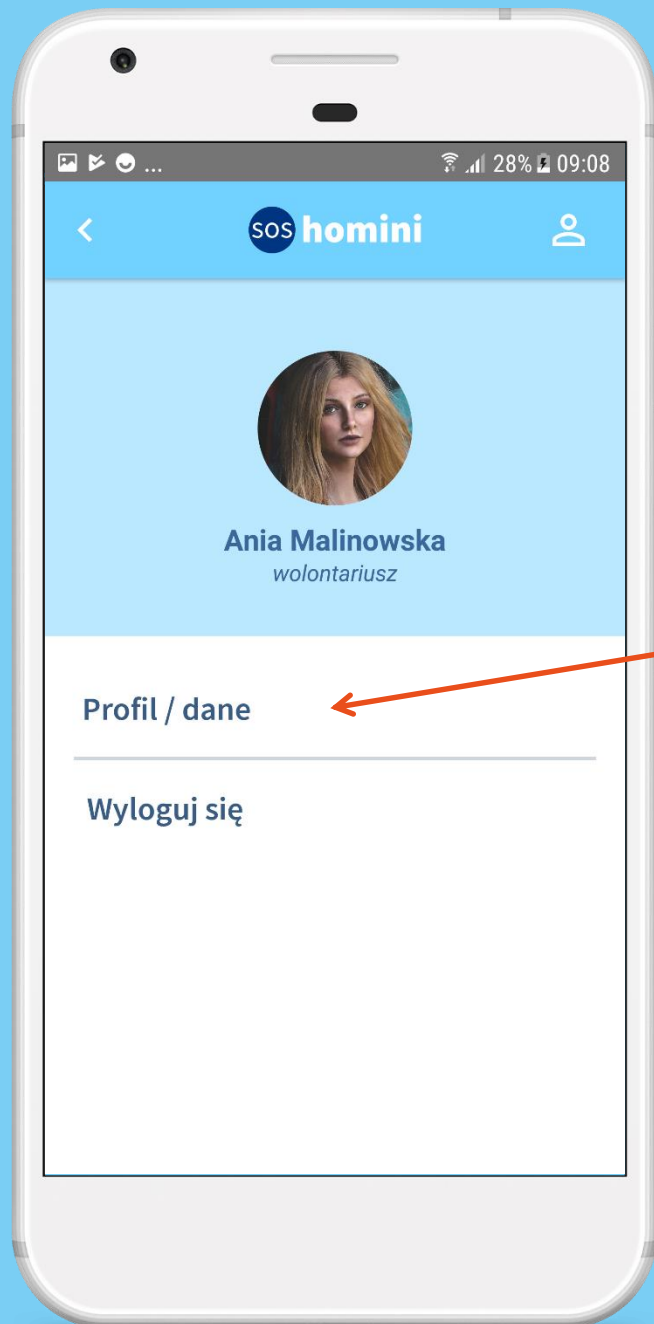 ... 28% 09:08
sos homini
Ania Malinowska
wolontariusz
Profil / dane
Wyloguj się